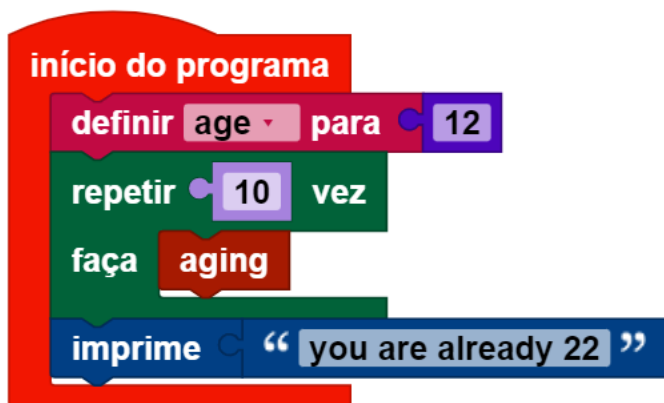 início do programa
definir age para 12
repetir 10 vez
faça aging
imprime “ you are already 22 ”